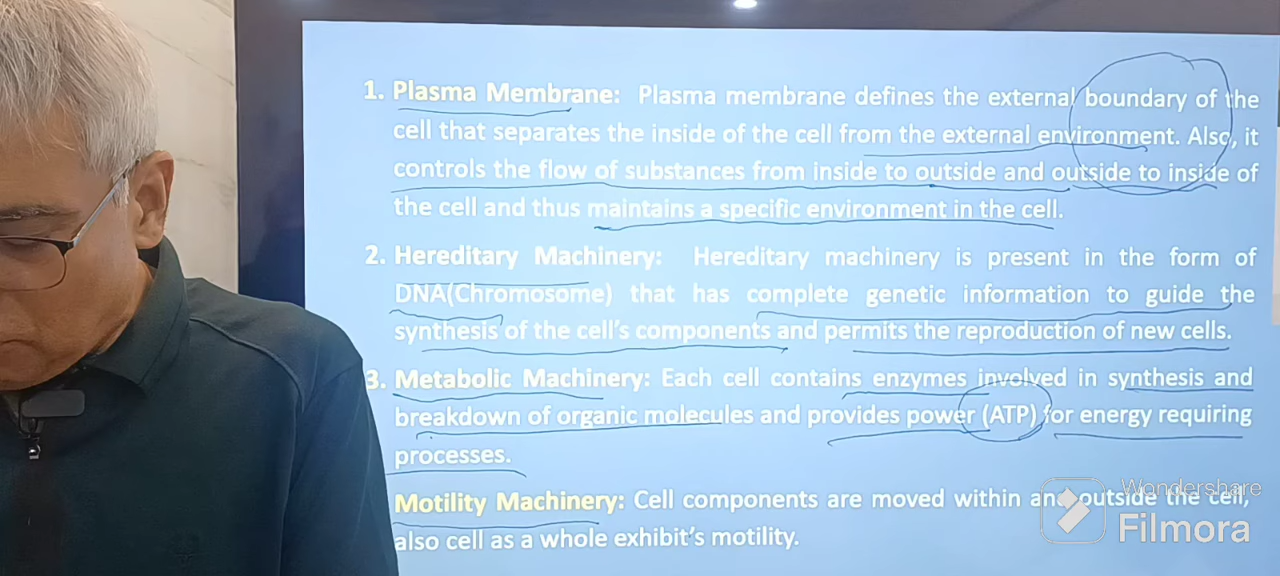 1. Plasma Membrane: Plasma membrane defines the external boundary of the
cell that separates the inside of the cell from the external environment. Also, it
controls the flow of substances from inside to outside and outside to inside of
the cell and thus maintains a specific environment in the cell.
2. Hereditary Machinery: Hereditary machinery is present in the form of
DNA(Chromosome) that has complete genetic information to guide the
synthesis of the cell's components and permits the reproduction of new cells.
3. Metabolic Machinery: Each cell contains enzymes involved in synthesis and
breakdown of organic molecules and provides power (ATP) for energy requiring
processes.
Motility Machinery: Cell components are moved within and outside the cell,
also cell as a whole exhibit's motility.
Wondershare
Filmora